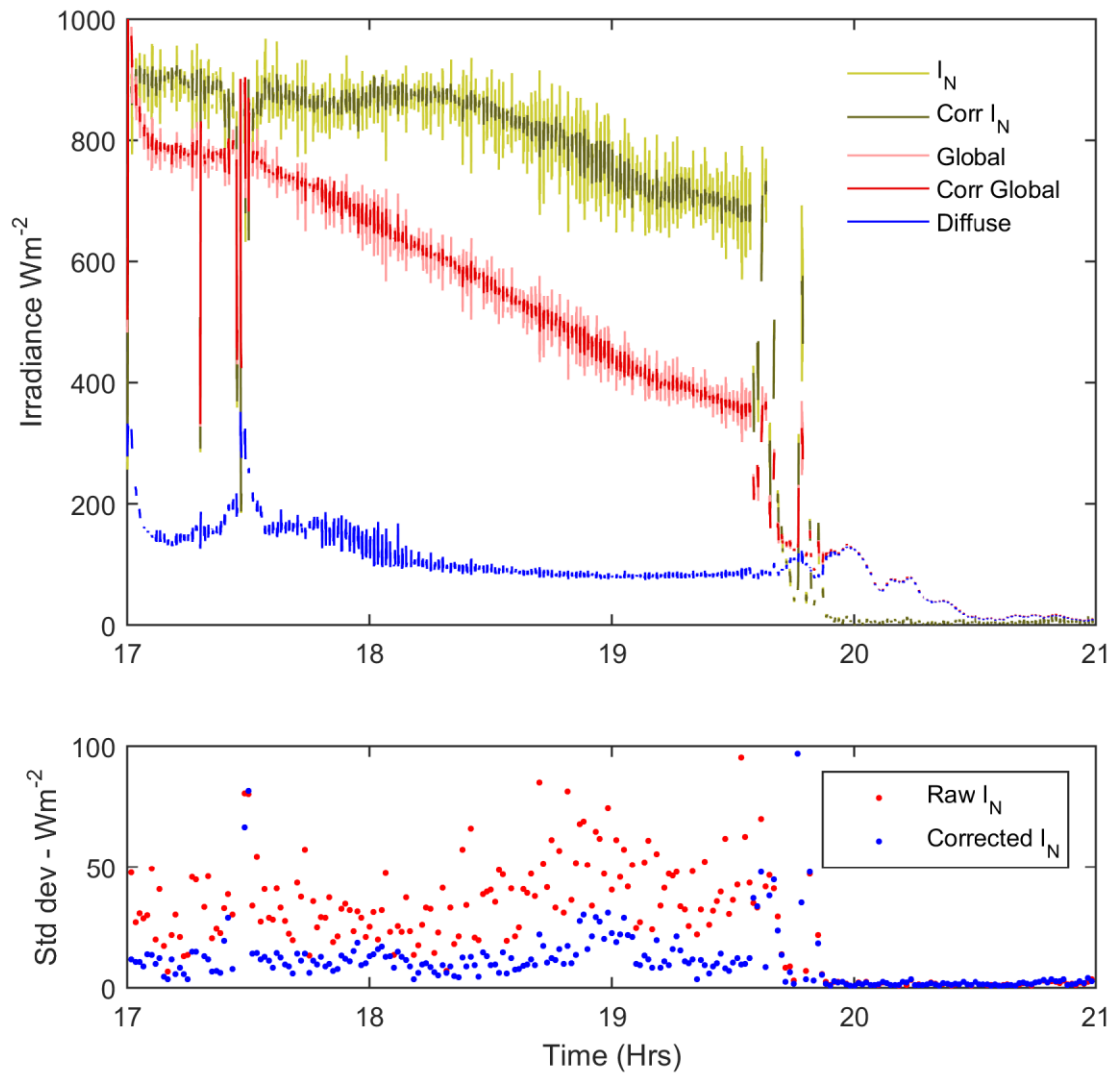 1000
800
600
400
200
0
Irradiance Wm-2
I_N
Corr I_N
Global
Corr Global
Diffuse
17 18 19 20 21
100
50
0
Std dev - Wm-2
Raw I_N
Corrected I_N
17 18 19 20 21
Time (Hrs)